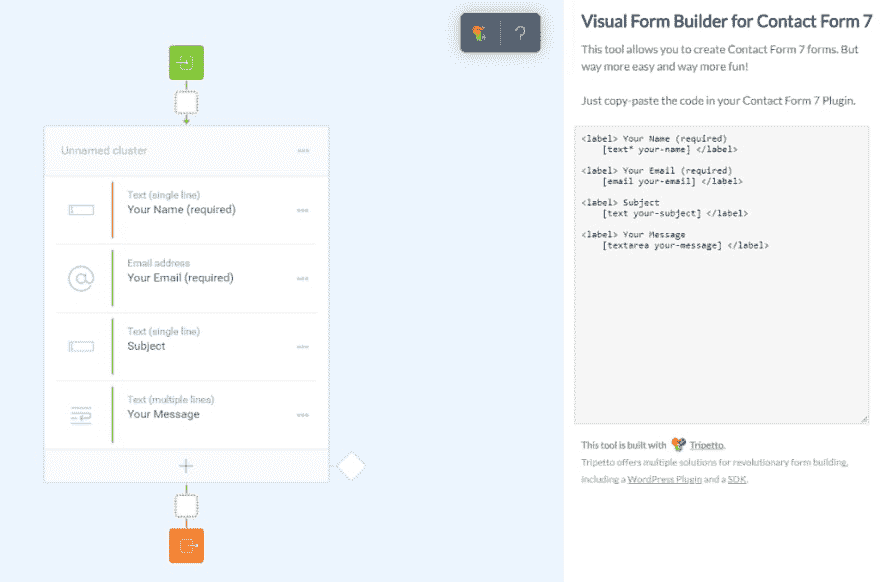 Unnamed cluster
Text (single line)
Your Name (required)
Email address
Your Email (required)
Text (single line)
Subject
Text (multiple lines)
Your Message
Visual Form Builder for Contact Form 7
This tool allows you to create Contact Form 7 forms. But
way more easy and way more fun!
Just copy-paste the code in your Contact Form 7 Plugin.
<label> Your Name (required)
[text* your-name] </label>
<label> Your Email (required)
[email your-email] </label>
<label> Subject
[text your-subject] </label>
<label> Your Message
[textarea your-message] </label>
This tool is built with Tripetto.
Tripetto offers multiple solutions for revolutionary form building,
including a WordPress Plugin and a SDK.